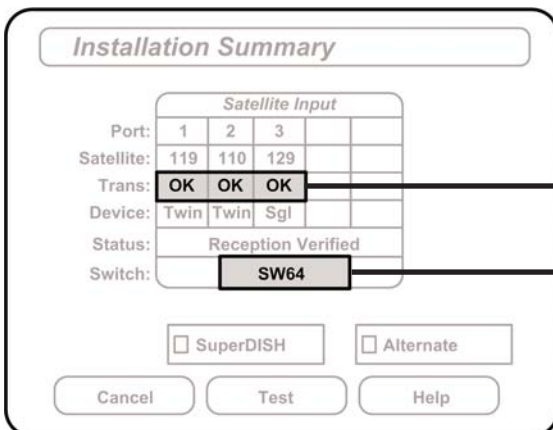 Installation Summary
Satellite Input
Port: 1 2 3
Satellite: 119 110 129
Trans: OK OK OK
Device: Twin Twin Sgl
Status: Reception Verified
Switch: SW64
SuperDISH Alternate
Cancel Test Help